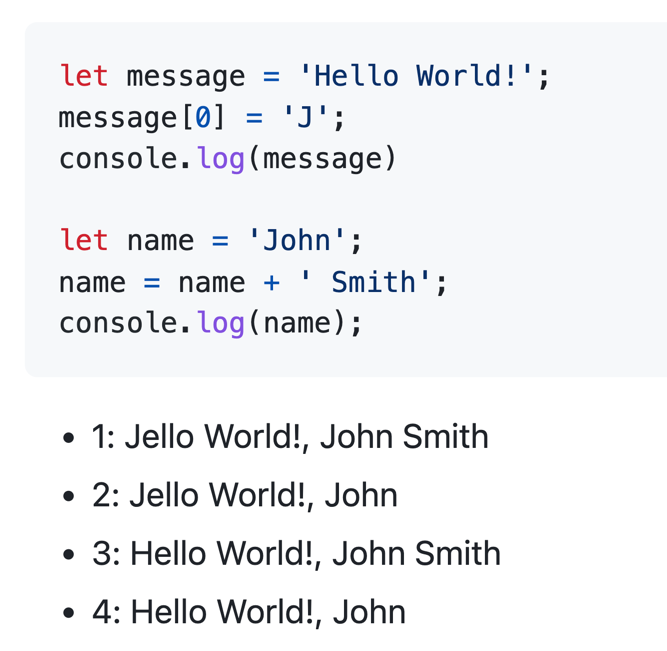 let message = 'Hello World!';
message[0] = 'J';
console.log(message)
let name = 'John';
name = name + ' Smith';
console.log(name);
• 1: Jello World!, John Smith
• 2: Jello World!, John
• 3: Hello World!, John Smith
• 4: Hello World!, John